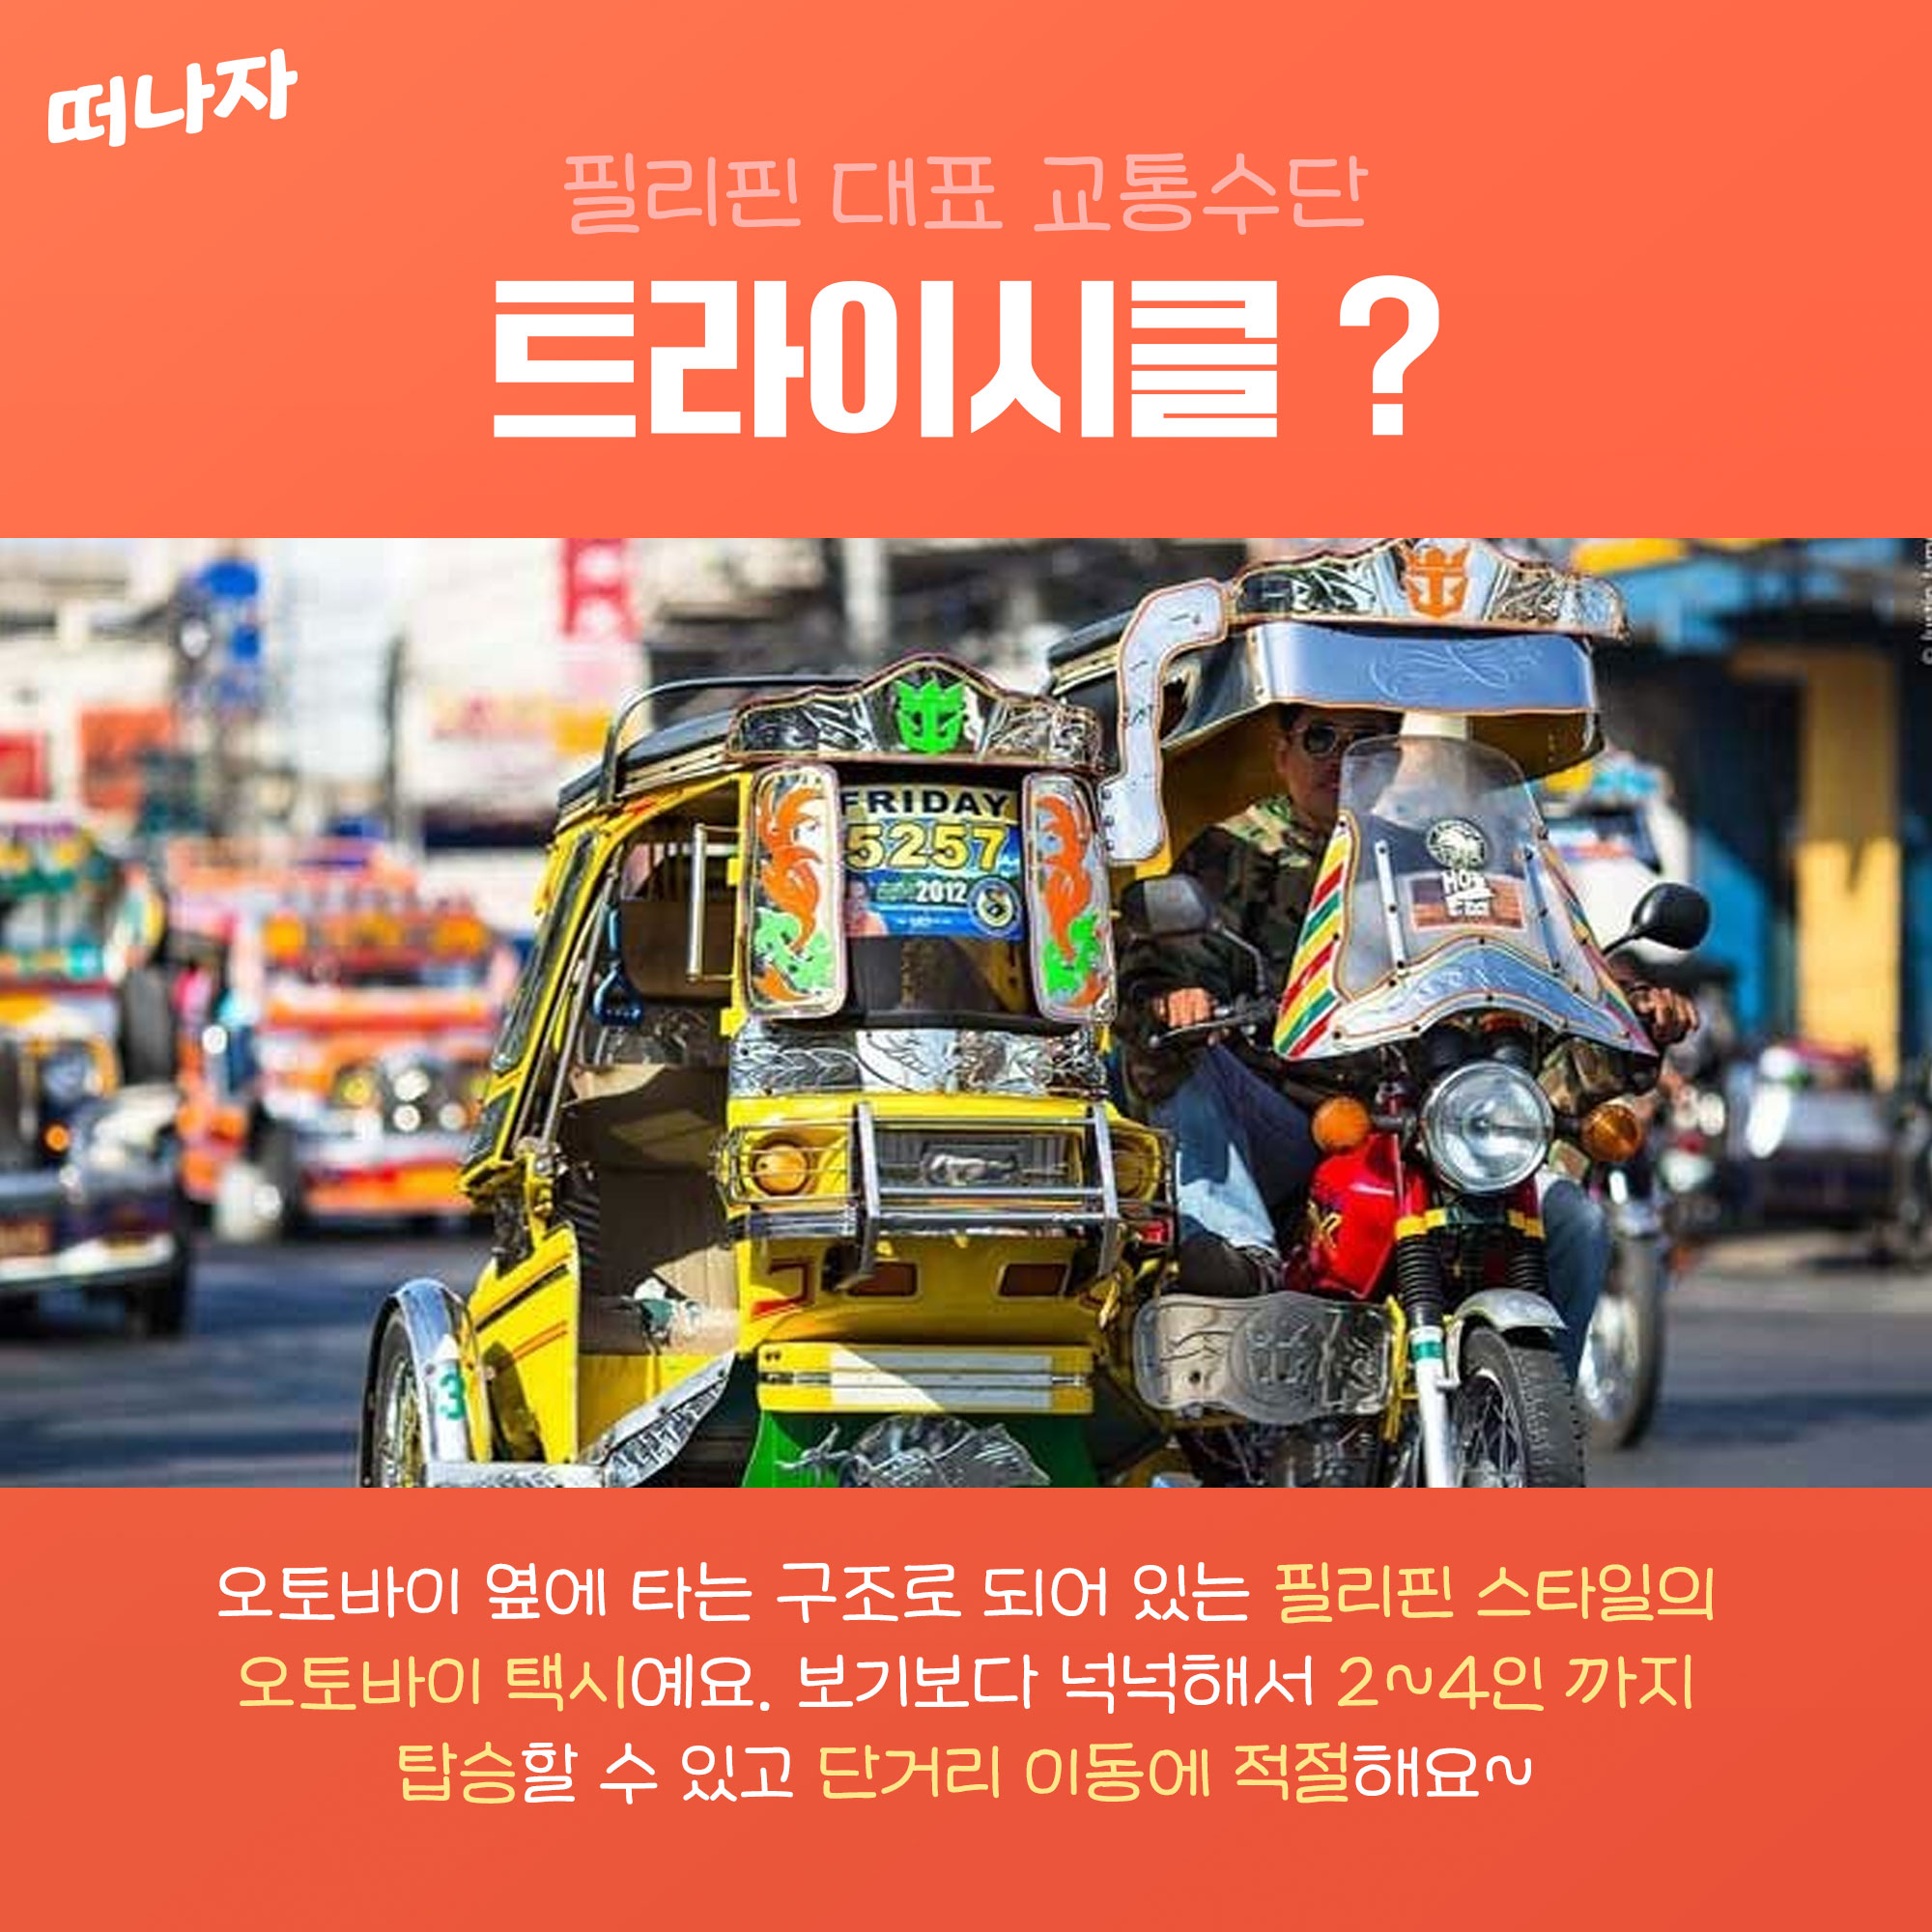 떠나자
필리핀 대표 교통수단
트라이시클 ?
FRIDAY
5257
2012
3
오토바이 옆에 타는 구조로 되어 있는 필리핀 스타일의
오토바이 택시예요. 보기보다 넉넉해서 2~4인 까지
탑승할 수 있고 단거리 이동에 적절해요~